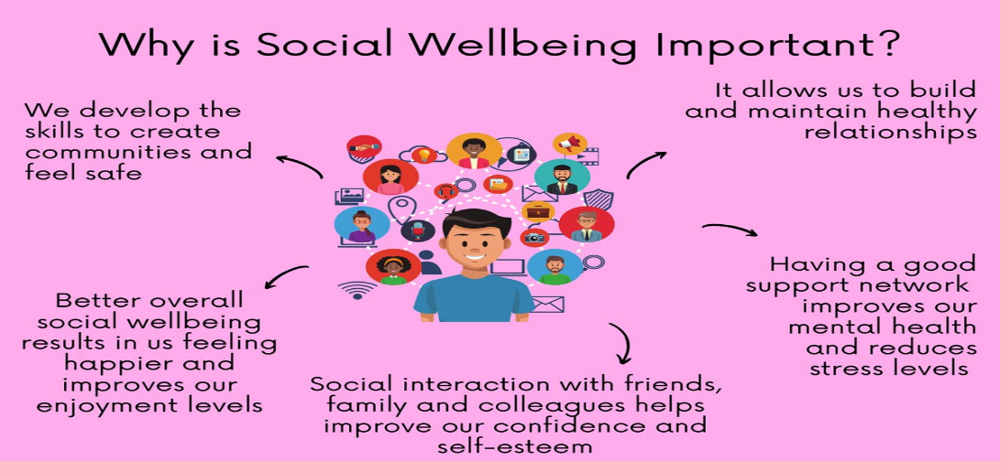 Why is Social Wellbeing Important?
We develop the
skills to create
communities and
feel safe
It allows us to build
and maintain healthy
relationships
Having a good
support network
improves our
mental health
and reduces
stress levels
Better overall
social wellbeing
results in us feeling
happier and
improves our
enjoyment levels
Social interaction with friends,
family and colleagues helps
improve our confidence and
self-esteem